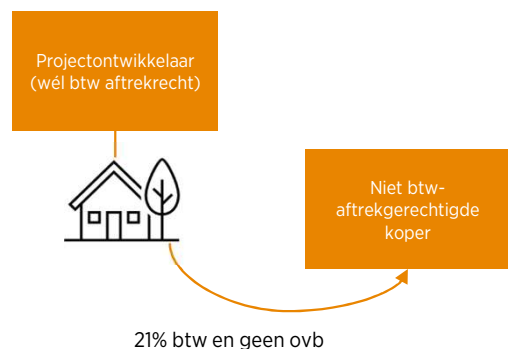 Projectontwikkelaar
(wél btw aftrekrecht)
Niet btw-
aftrekgerechtigde
koper
21% btw en geen ovb